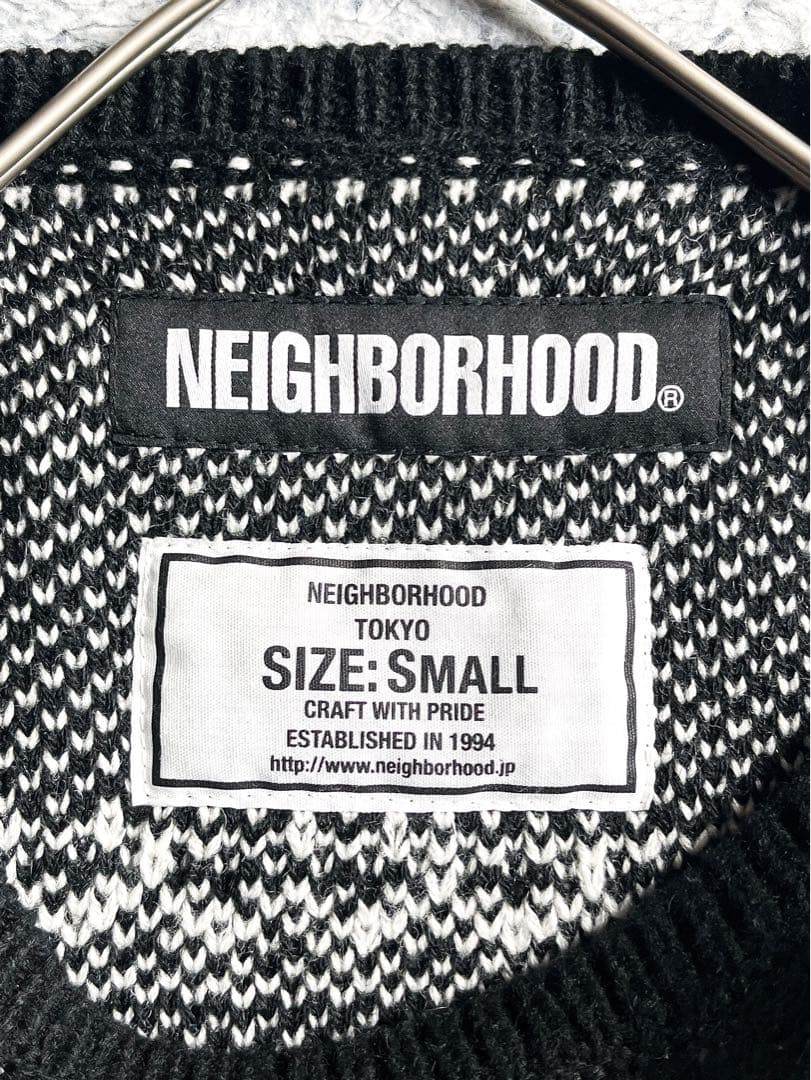 NEIGHBORHOOD®
NEIGHBORHOOD
TOKYO
SIZE: SMALL
CRAFT WITH PRIDE
ESTABLISHED IN 1994
http://www.neighborhood.jp